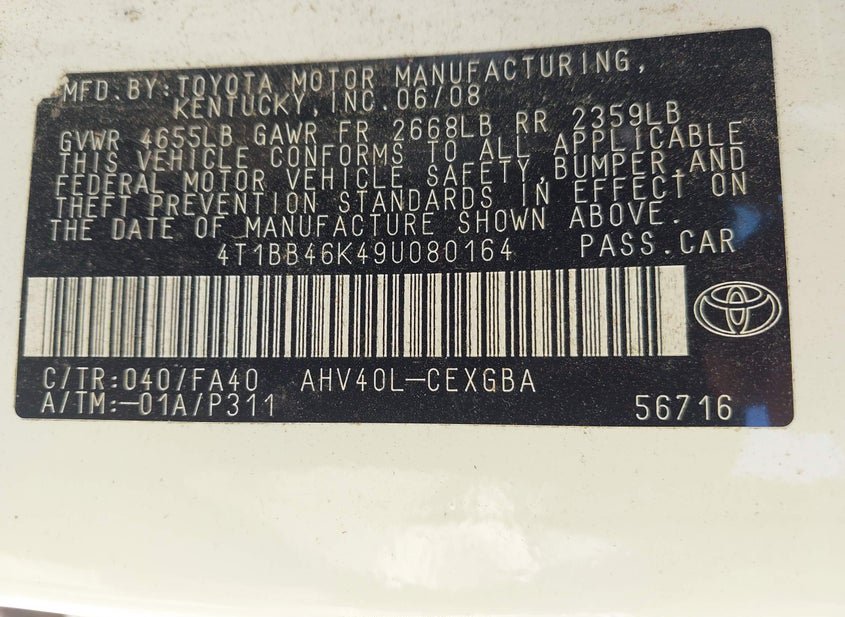 MFD.BY:TOYOTA MOTOR MANUFACTURING,
KENTUCKY,INC.06/08
GVWR 4655LB GAWR FR 2668LB RR 2359LB
THIS VEHICLE CONFORMS TO ALL APPLICABLE
FEDERAL MOTOR VEHICLE SAFETY,BUMPER,AND
THEFT PREVENTION STANDARDS IN EFFECT ON
THE DATE OF MANUFACTURE SHOWN ABOVE.
4T1BB46K49U080164 PASS.CAR
C/TR:040/FA40 AHV40L-CEXGBA
A/TM:-01A/P311 56716